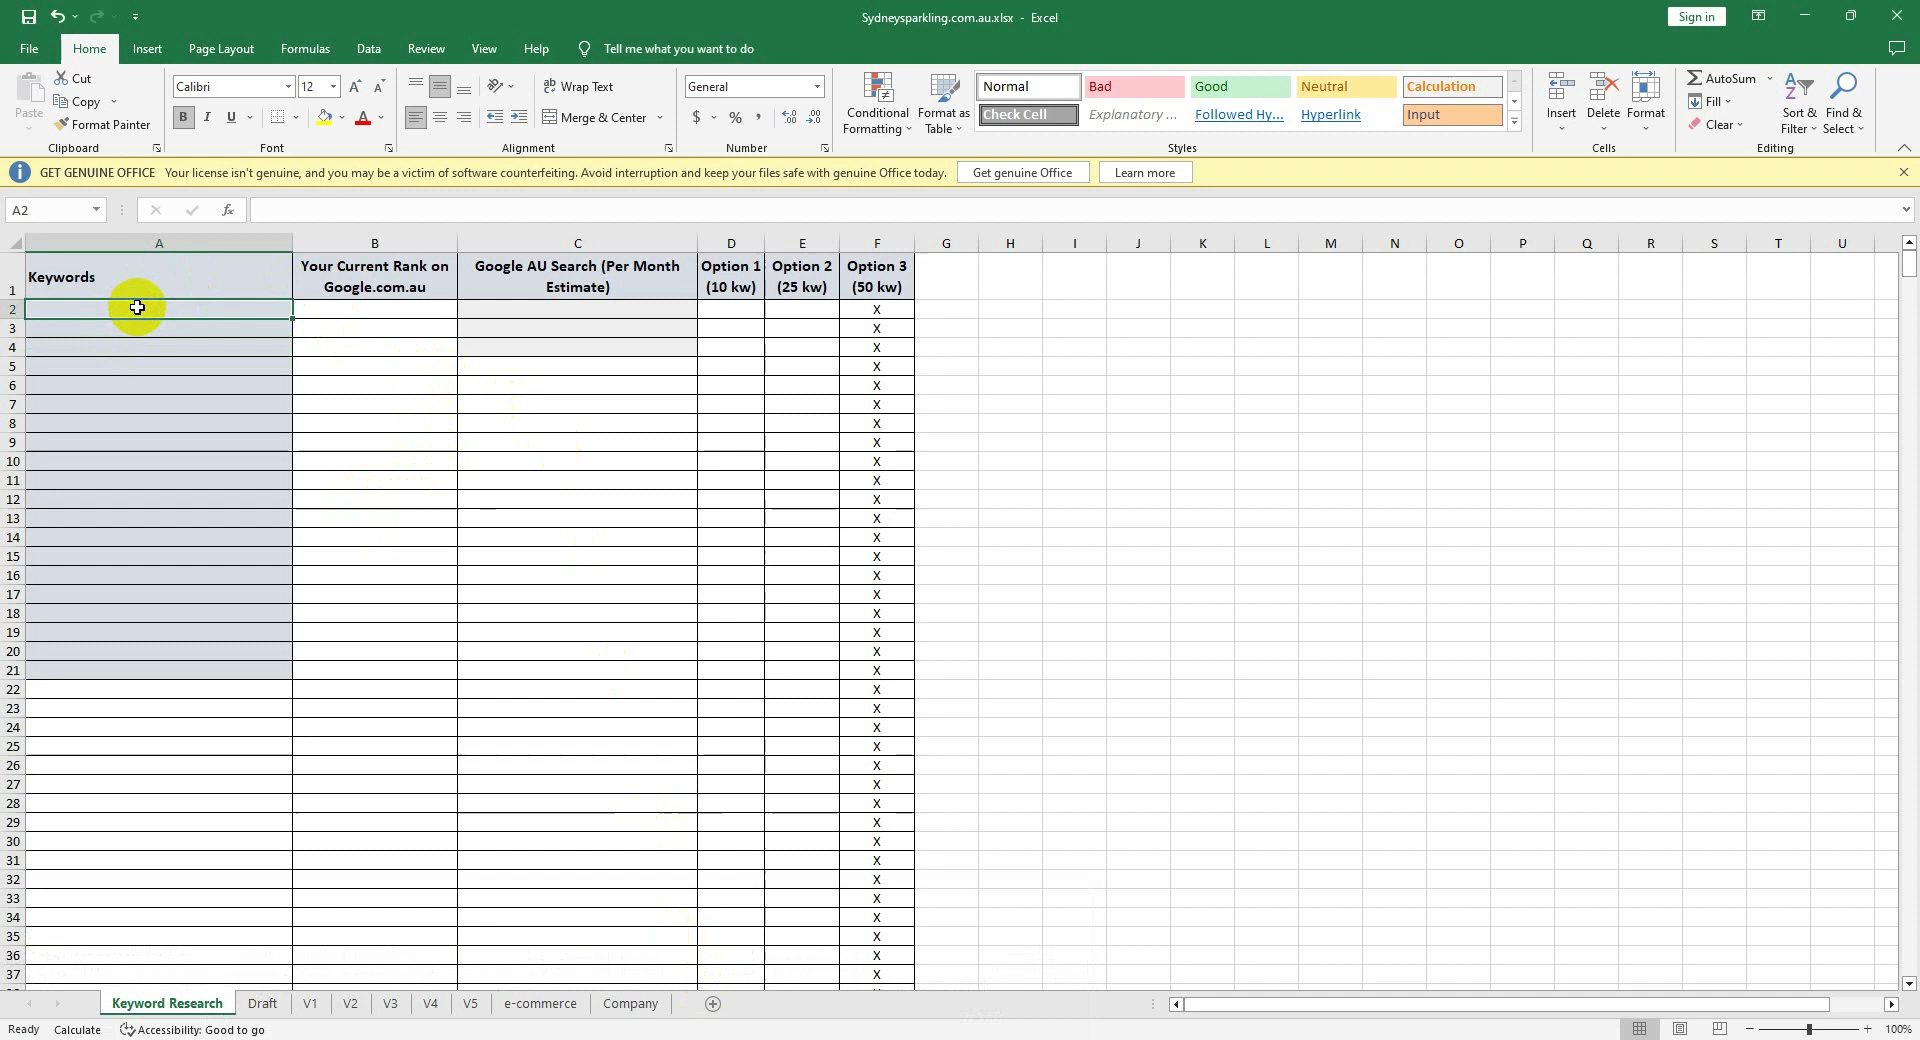 Sydneysparkling.com.au.xlsx - Excel
Sign in
File Home Insert Page Layout Formulas Data Review View Help Tell me what you want to do
Paste
Cut
Copy
Format Painter
Clipboard
Calibri 12
B I U
Font
Wrap Text
Merge & Center
Alignment
General
$ % ,
Number
Conditional Formatting
Format as Table
Normal Bad Good Neutral Calculation
Check Cell Explanatory ... Followed Hy... Hyperlink Input
Styles
Insert Delete Format
Cells
AutoSum
Fill
Clear
Sort & Filter
Find & Select
Editing
GET GENUINE OFFICE Your license isn't genuine, and you may be a victim of software counterfeiting. Avoid interruption and keep your files safe with genuine Office today. Get genuine Office Learn more
A2 fx
A B C D E F G H I J K L M N O P Q R S T U
1 Keywords Your Current Rank on Google.com.au Google AU Search (Per Month Estimate) Option 1 (10 kw) Option 2 (25 kw) Option 3 (50 kw)
2 X
3 X
4 X
5 X
6 X
7 X
8 X
9 X
10 X
11 X
12 X
13 X
14 X
15 X
16 X
17 X
18 X
19 X
20 X
21 X
22 X
23 X
24 X
25 X
26 X
27 X
28 X
29 X
30 X
31 X
32 X
33 X
34 X
35 X
36 X
37 X
Keyword Research Draft V1 V2 V3 V4 V5 e-commerce Company
Ready Calculate Accessibility: Good to go 100%